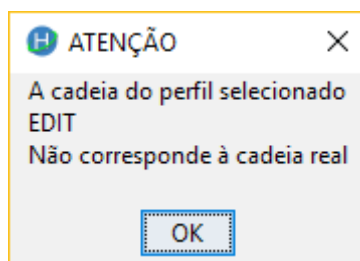 H ATENÇÃO
A cadeia do perfil selecionado
EDIT
Não corresponde à cadeia real
OK